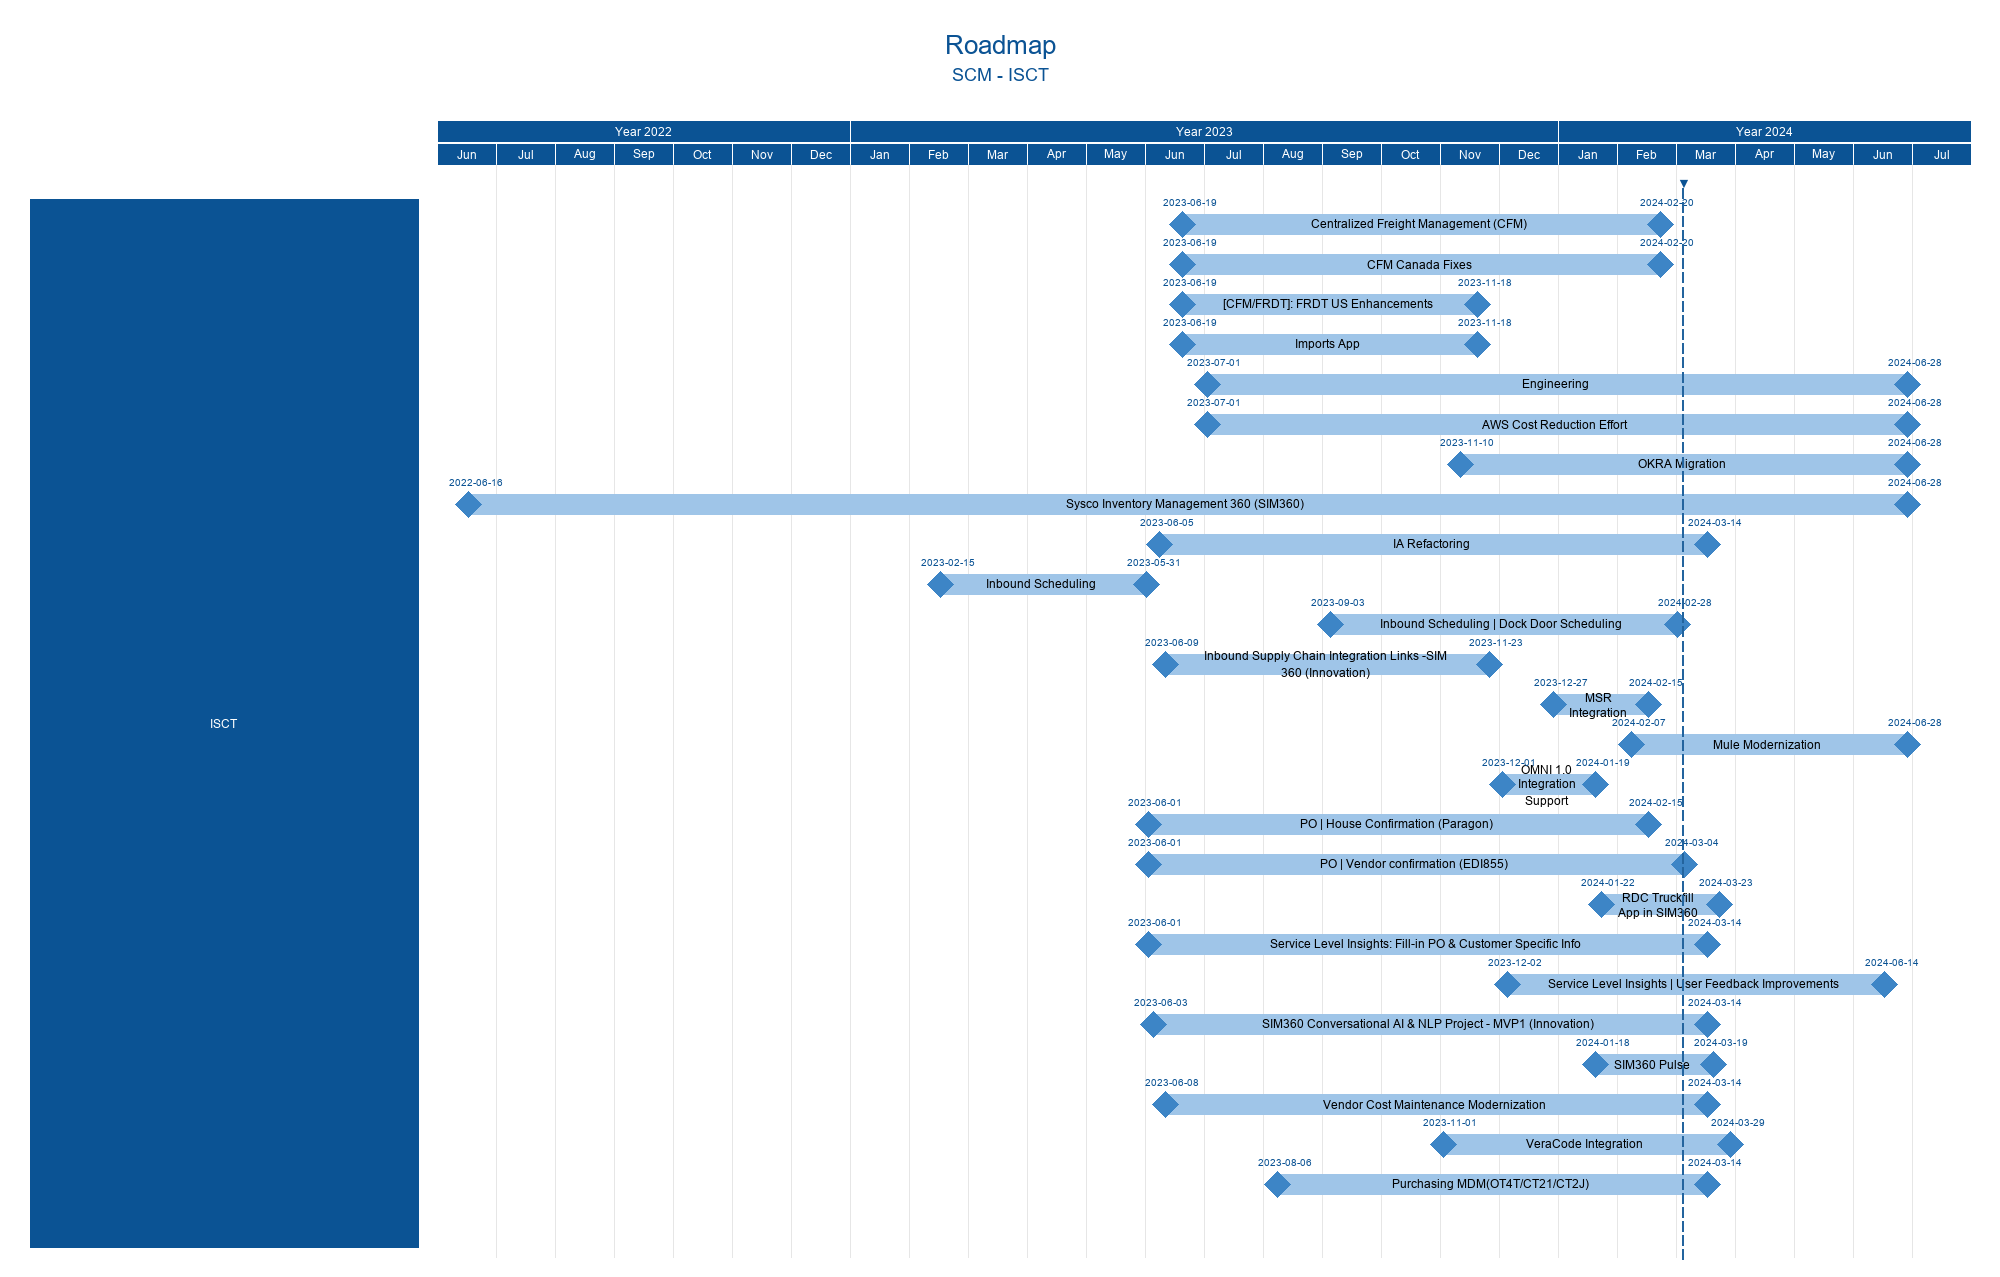 Roadmap
SCM - ISCT
Year 2022 Year 2023 Year 2024
Jun Jul Aug Sep Oct Nov Dec Jan Feb Mar Apr May Jun Jul Aug Sep Oct Nov Dec Jan Feb Mar Apr May Jun Jul
ISCT
2023-06-19 2024-02-20
Centralized Freight Management (CFM)
2023-06-19 2024-02-20
CFM Canada Fixes
2023-06-19 2023-11-18
[CFM/FRDT]: FRDT US Enhancements
2023-06-19 2023-11-18
Imports App
2023-07-01 2024-06-28
Engineering
2023-07-01 2024-06-28
AWS Cost Reduction Effort
2023-11-10 2024-06-28
OKRA Migration
2022-06-16 2024-06-28
Sysco Inventory Management 360 (SIM360)
2023-06-05 2024-03-14
IA Refactoring
2023-02-15 2023-05-31
Inbound Scheduling
2023-09-03 2024-02-28
Inbound Scheduling | Dock Door Scheduling
2023-06-09 2023-11-23
Inbound Supply Chain Integration Links -SIM
360 (Innovation)
2023-12-27 2024-02-15
MSR
Integration
2024-02-07 2024-06-28
Mule Modernization
2023-12-01 2024-01-19
OMNI 1.0
Integration
Support
2023-06-01 2024-02-15
PO | House Confirmation (Paragon)
2023-06-01 2024-03-04
PO | Vendor confirmation (EDI855)
2024-01-22 2024-03-23
RDC Truckfill
App in SIM360
2023-06-01 2024-03-14
Service Level Insights: Fill-in PO & Customer Specific Info
2023-12-02 2024-06-14
Service Level Insights | User Feedback Improvements
2023-06-03 2024-03-14
SIM360 Conversational AI & NLP Project - MVP1 (Innovation)
2024-01-18 2024-03-19
SIM360 Pulse
2023-06-08 2024-03-14
Vendor Cost Maintenance Modernization
2023-11-01 2024-03-29
VeraCode Integration
2023-08-06 2024-03-14
Purchasing MDM(OT4T/CT21/CT2J)